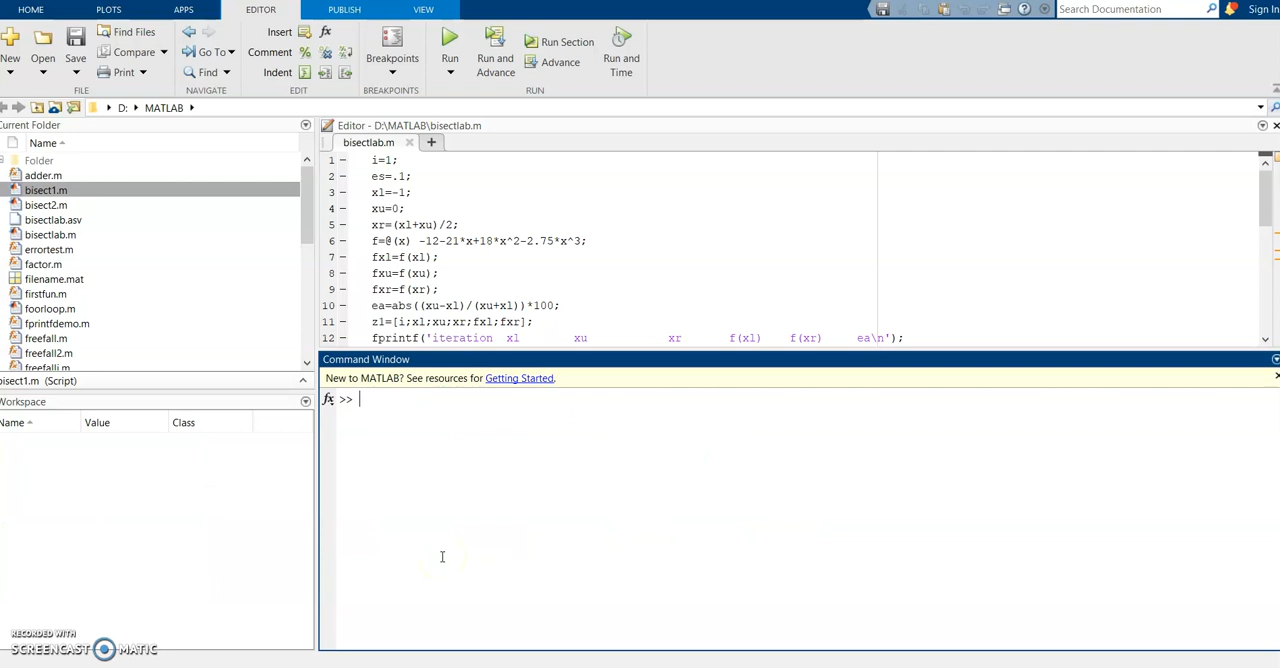 HOME PLOTS APPS EDITOR PUBLISH VIEW Search Documentation Sign In
New Open Save Find Files Compare Print
FILE
Go To Find
NAVIGATE
Insert fx
Comment
Indent
EDIT
Breakpoints
BREAKPOINTS
Run Run and Advance Run Section Advance Run and Time
RUN
D: MATLAB
Current Folder
Name
Folder
adder.m
bisect1.m
bisect2.m
bisectlab.asv
bisectlab.m
errortest.m
factor.m
filename.mat
firstfun.m
foorloop.m
fprintfdemo.m
freefall.m
freefall2.m
freefalli.m
bisect1.m (Script)
Workspace
Name Value Class
Editor - D:\MATLAB\bisectlab.m
bisectlab.m +
1 - i=1;
2 - es=.1;
3 - xl=-1;
4 - xu=0;
5 - xr=(xl+xu)/2;
6 - f=@(x) -12-21*x+18*x^2-2.75*x^3;
7 - fxl=f(xl);
8 - fxu=f(xu);
9 - fxr=f(xr);
10 - ea=abs((xu-xl)/(xu+xl))*100;
11 - z1=[i;xl;xu;xr;fxl;fxr];
12 - fprintf('iteration xl xu xr f(xl) f(xr) ea\n');
Command Window
New to MATLAB? See resources for Getting Started.
fx >>
RECORDED WITH
SCREENCAST MATIC